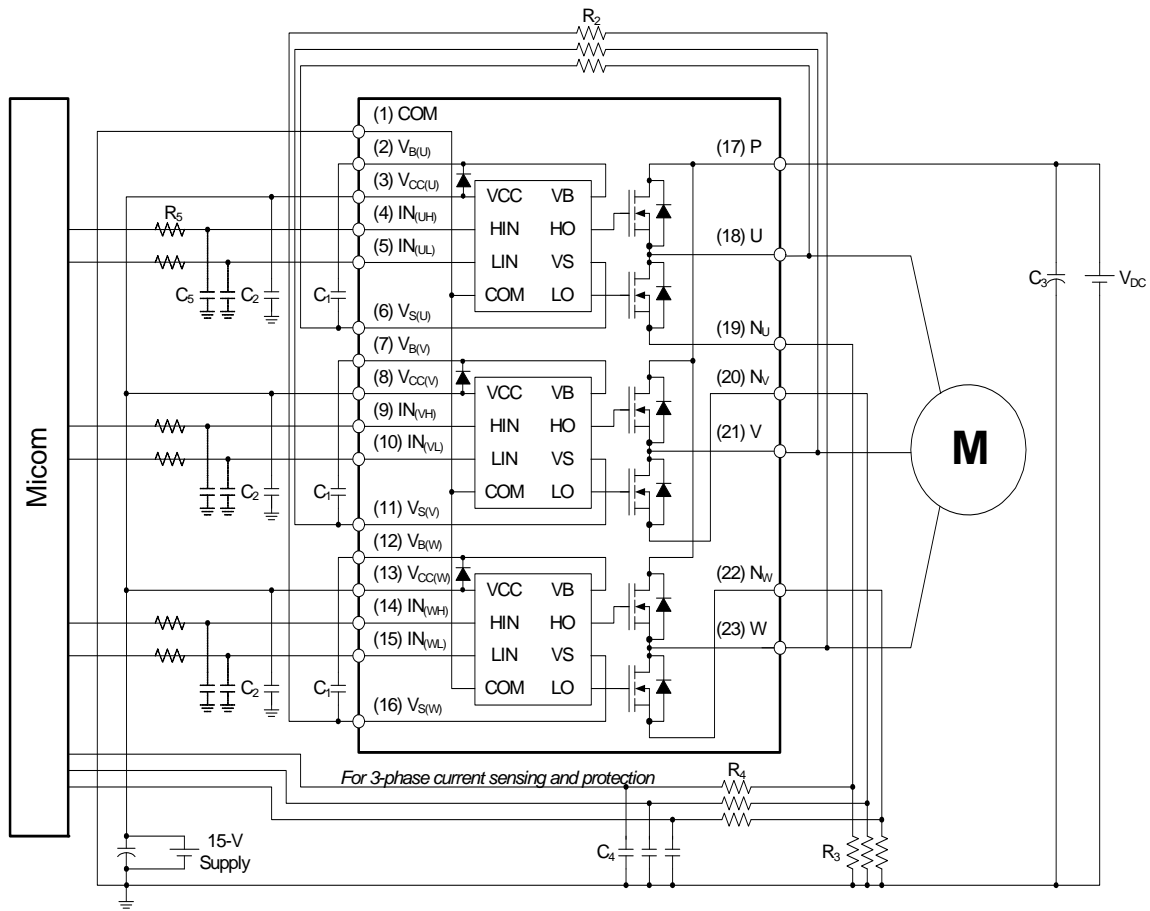 R2
(1) COM
(2) VB(U)
(3) VCC(U)
(4) IN(UH)
(5) IN(UL)
(6) VS(U)
(7) VB(V)
(8) VCC(V)
(9) IN(VH)
(10) IN(VL)
(11) VS(V)
(12) VB(W)
(13) VCC(W)
(14) IN(WH)
(15) IN(WL)
(16) VS(W)
VCC VB
HIN HO
LIN VS
COM LO
VCC VB
HIN HO
LIN VS
COM LO
VCC VB
HIN HO
LIN VS
COM LO
(17) P
(18) U
(19) NU
(20) NV
(21) V
(22) NW
(23) W
Micom
R5
C5 C2 C1
C2 C1
C2 C1
C3
VDC
M
For 3-phase current sensing and protection
R4
C4
R3
15-V
Supply